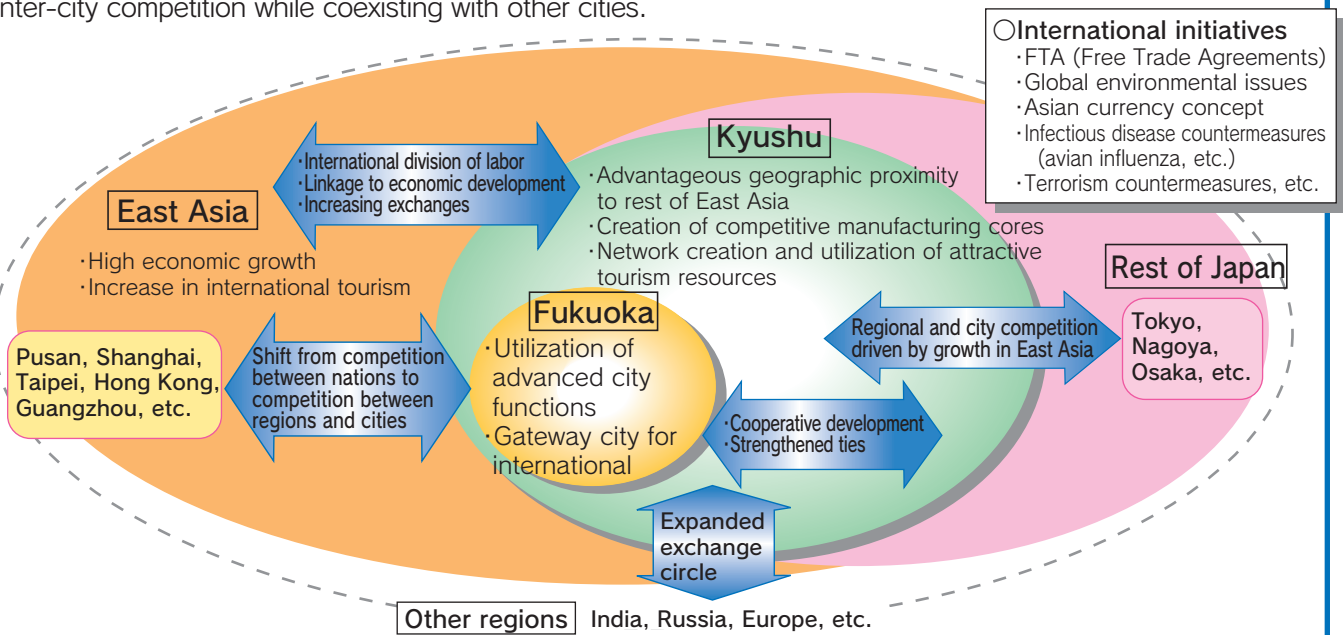 nter-city competition while coexisting with other cities.
○International initiatives
·FTA (Free Trade Agreements)
·Global environmental issues
·Asian currency concept
·Infectious disease countermeasures
(avian influenza, etc.)
·Terrorism countermeasures, etc.
Kyushu
·Advantageous geographic proximity
to rest of East Asia
·Creation of competitive manufacturing cores
·Network creation and utilization of attractive
tourism resources
·International division of labor
·Linkage to economic development
·Increasing exchanges
East Asia
·High economic growth
·Increase in international tourism
Rest of Japan
Fukuoka
·Utilization of
advanced city
functions
·Gateway city for
international
Regional and city competition
driven by growth in East Asia
Tokyo,
Nagoya,
Osaka, etc.
Pusan, Shanghai,
Taipei, Hong Kong,
Guangzhou, etc.
Shift from competition
between nations to
competition between
regions and cities
·Cooperative development
·Strengthened ties
Expanded
exchange
circle
Other regions
India, Russia, Europe, etc.